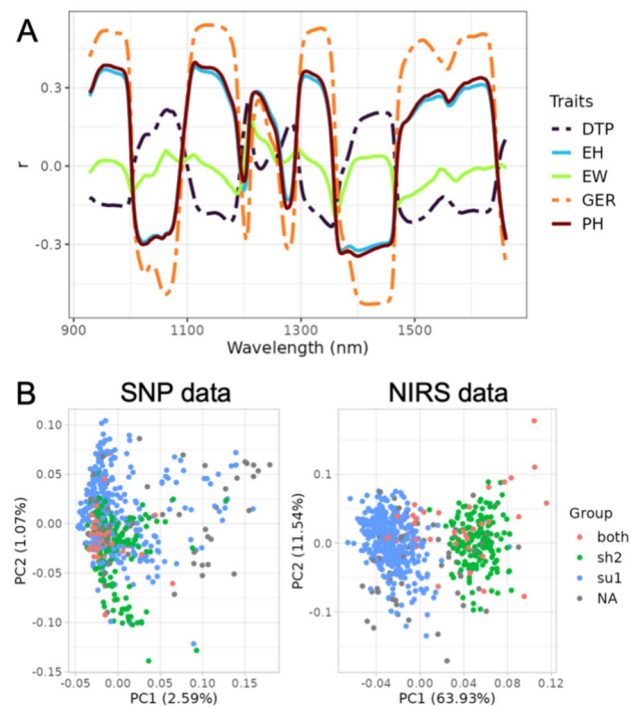 A
r
0.3
0.0
-0.3
900
1100
1300
1500
Wavelength (nm)
Traits
DTP
EH
EW
GER
PH
B
SNP data
NIRS data
PC2 (1.07%)
0.10
0.05
0.00
-0.05
-0.10
-0.15
-0.05
0.00
0.05
0.10
0.15
PC1 (2.59%)
PC2 (11.54%)
0.1
0.0
-0.1
-0.04
0.00
0.04
0.08
0.12
PC1 (63.93%)
Group
both
sh2
su1
NA